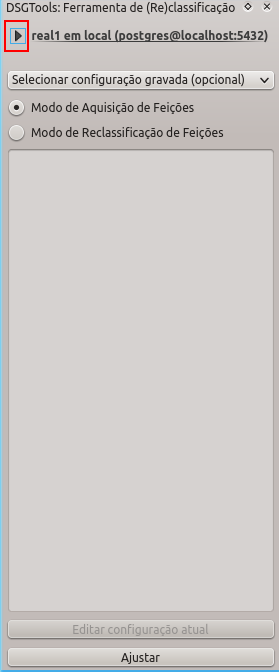 DSGTools: Ferramenta de (Re)classificação
real1 em local (postgres@localhost:5432)
Selecionar configuração gravada (opcional)
Modo de Aquisição de Feições
Modo de Reclassificação de Feições
Editar configuração atual
Ajustar